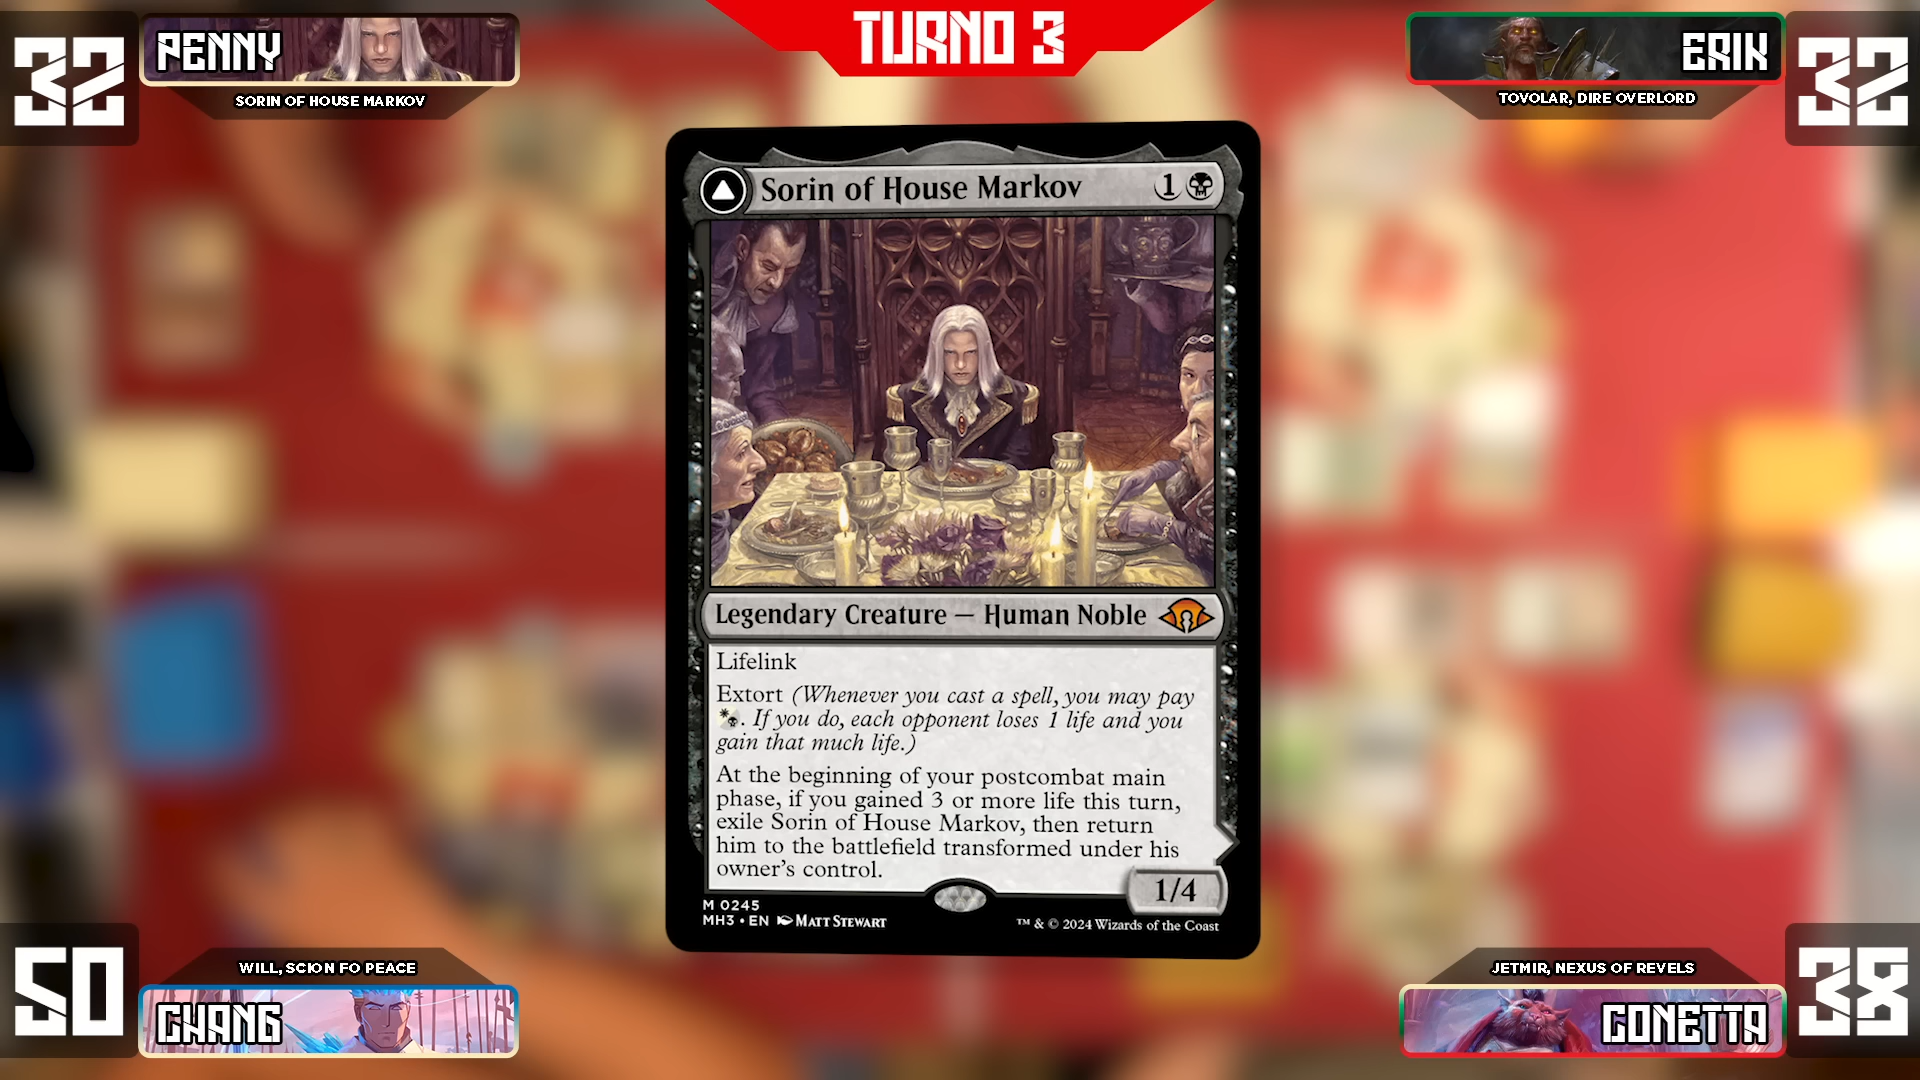 32
PENNY
SORIN OF HOUSE MARKOV
TURNO 3
ERIK
TOVOLAR, DIRE OVERLORD
32
Sorin of House Markov 1
Legendary Creature — Human Noble
Lifelink
Extort (Whenever you cast a spell, you may pay
. If you do, each opponent loses 1 life and you
gain that much life.)
At the beginning of your postcombat main
phase, if you gained 3 or more life this turn,
exile Sorin of House Markov, then return
him to the battlefield transformed under his
owner's control.
1/4
M 0245
MH3 • EN MATT STEWART
™ & © 2024 Wizards of the Coast
50
WILL, SCION FO PEACE
CHANG
JETMIR, NEXUS OF REVELS
CONETTA
38